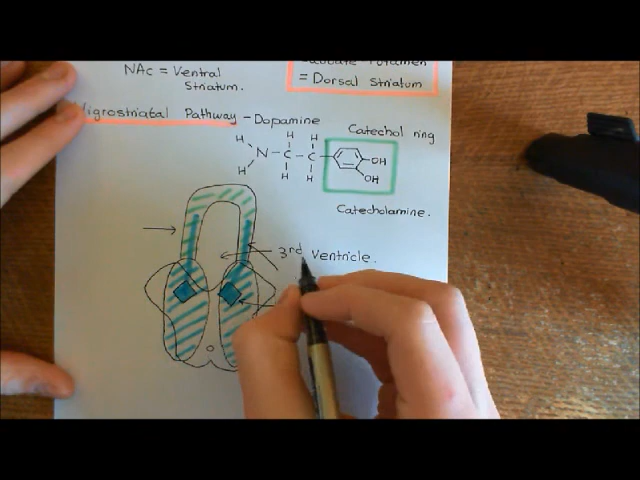 NAc = Ventral
Striatum.
= Dorsal Striatum
Nigrostriatal Pathway - Dopamine
Catechol ring
H
H
H
N - C - C
OH
H
H
H
OH
Catecholamine.
3rd Ventricle.